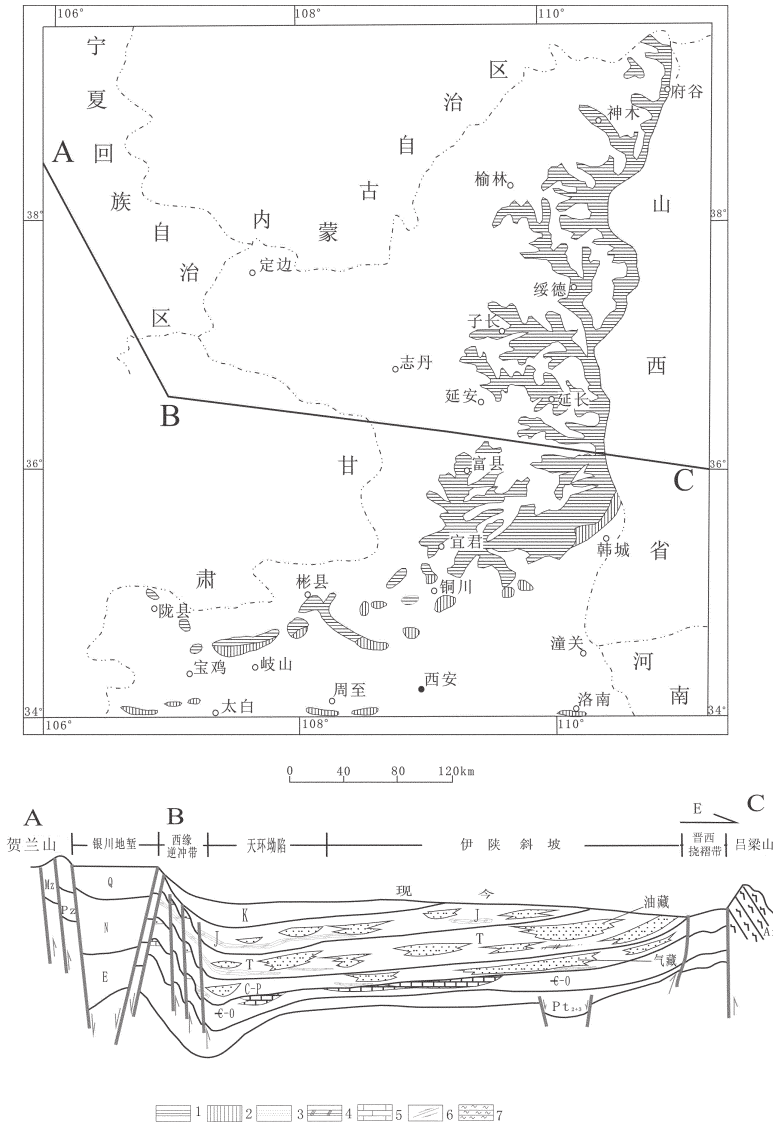 106° 108° 110°
宁夏回族自治区
内蒙古自治区
A
府谷
神木
榆林
山西省
38° 38°
定边
绥德
子长
志丹
延安
延长
B
36° 36°
C
甘肃
富县
宜君
韩城
彬县
铜川
陇县
潼关
河南
宝鸡
岐山
西安
周至
太白
洛南
34° 34°
106° 108° 110°
0 40 80 120km
A B E C
贺兰山 银川地堑 西缘逆冲带 天环坳陷 伊陕斜坡 晋西挠褶带 吕梁山
现今
油藏
Mz Q K J
Pz N J T
E T 气藏
C-P Є-O
Є-O Pt₂₊₃
1 2 3 4 5 6 7